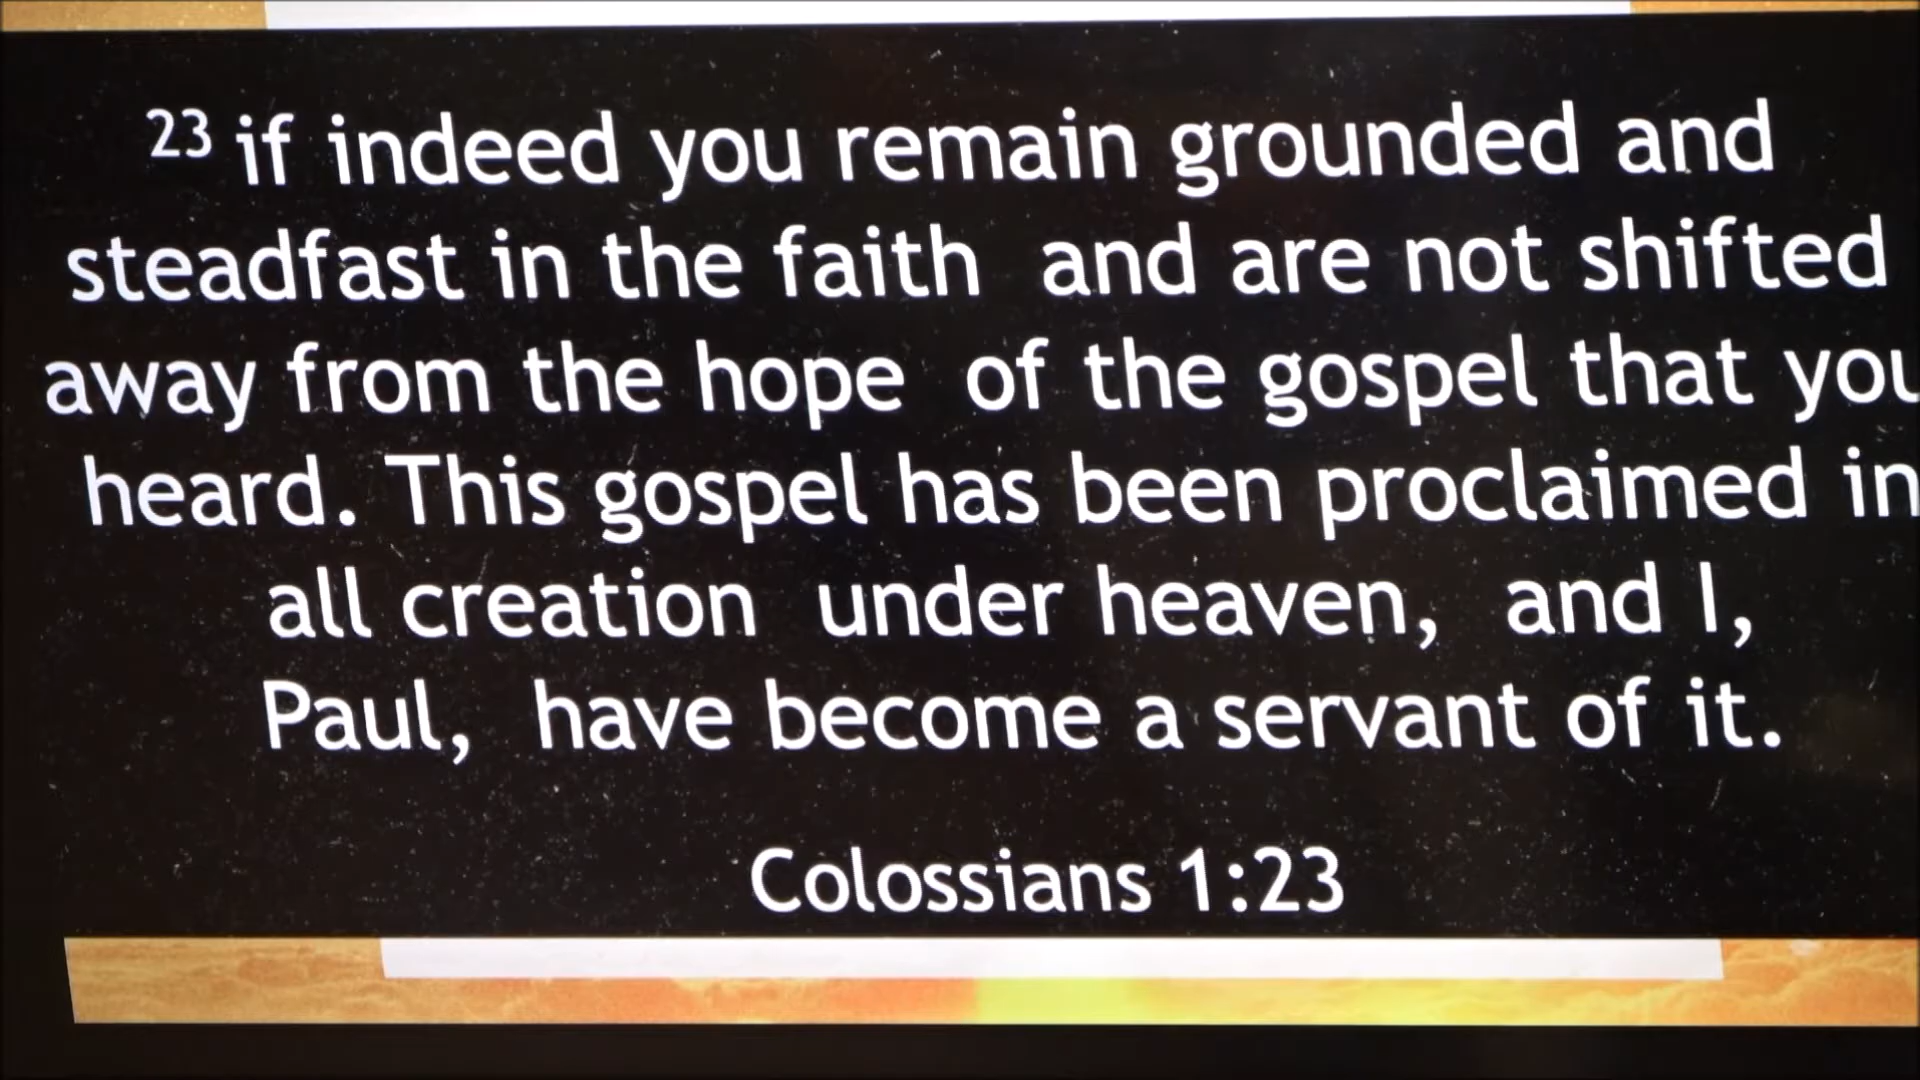 23 if indeed you remain grounded and
steadfast in the faith and are not shifted
away from the hope of the gospel that you
heard. This gospel has been proclaimed in
all creation under heaven, and I,
Paul, have become a servant of it.
Colossians 1:23